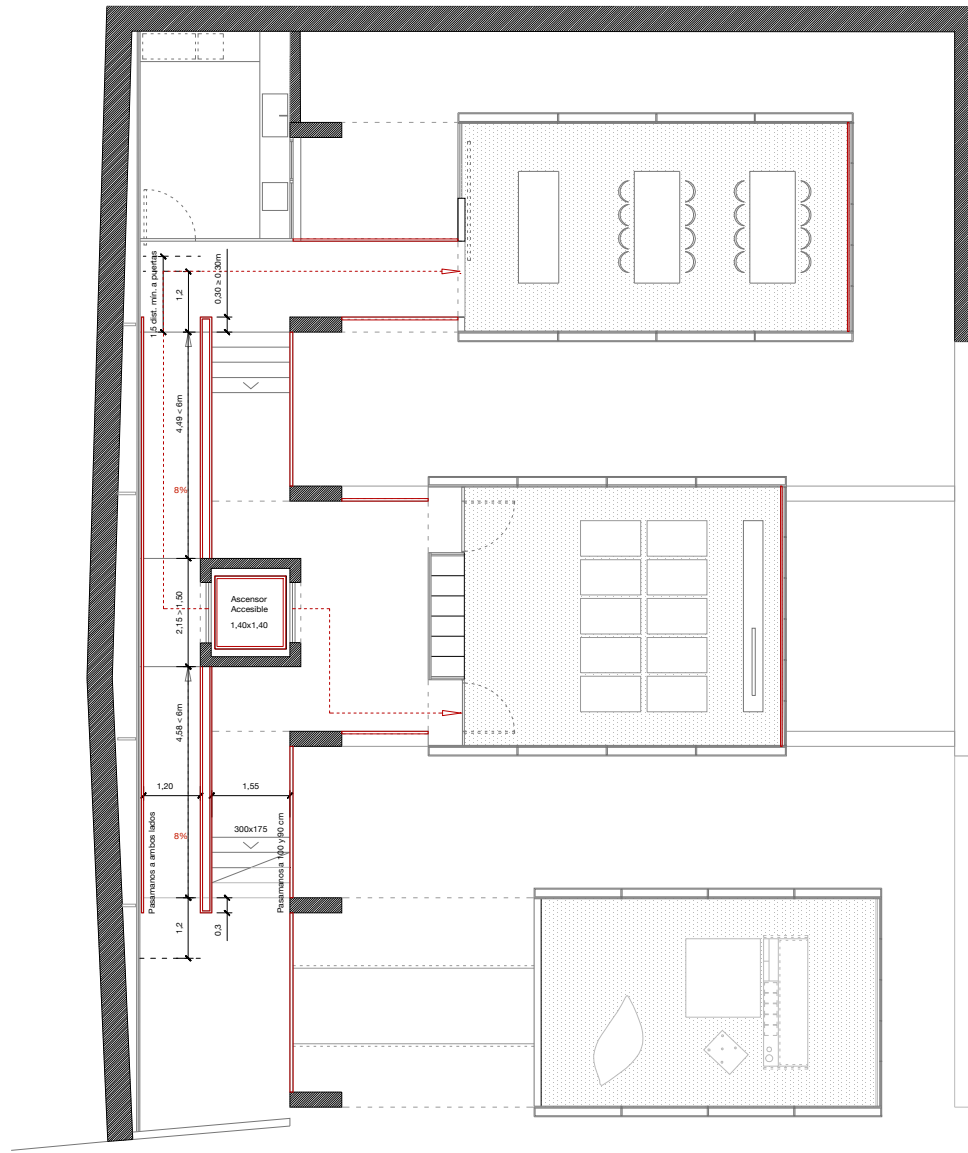 1,5 dist. mín. a puertas
1,2
0,30 ≥ 0,30m
4,49 < 6m
8%
2,15 > 1.50
Ascensor
Accesible
1,40x1,40
4,58 < 6m
1,20
1,55
8%
300x175
Pasamanos a ambos lados
Pasamanos a 100 y 90 cm
1,2
0,3